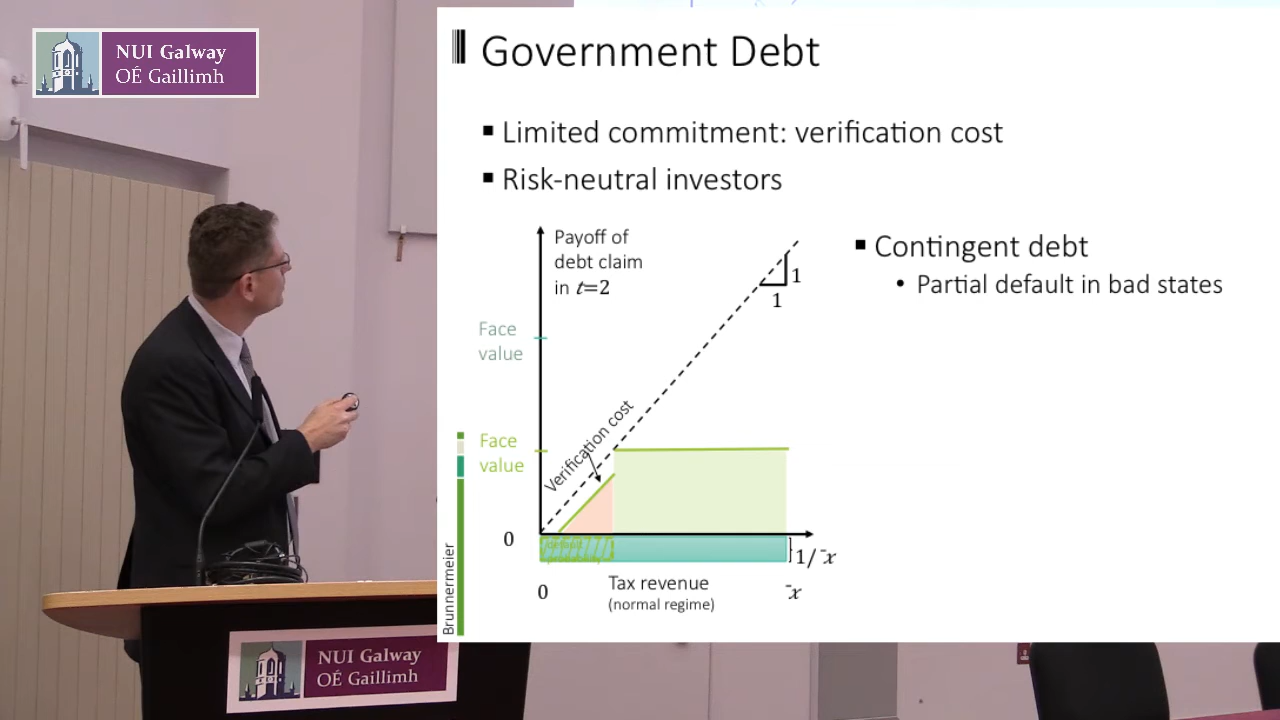 NUI Galway
OÉ Gaillimh
Government Debt
▪ Limited commitment: verification cost
▪ Risk-neutral investors
Payoff of
debt claim
in t=2
1
1
Face
value
Verification cost
Face
value
0
default
probability
1/ ¯x
0
Tax revenue
(normal regime)
¯x
▪ Contingent debt
• Partial default in bad states
Brunnermeier
NUI Galway
OÉ Gaillimh